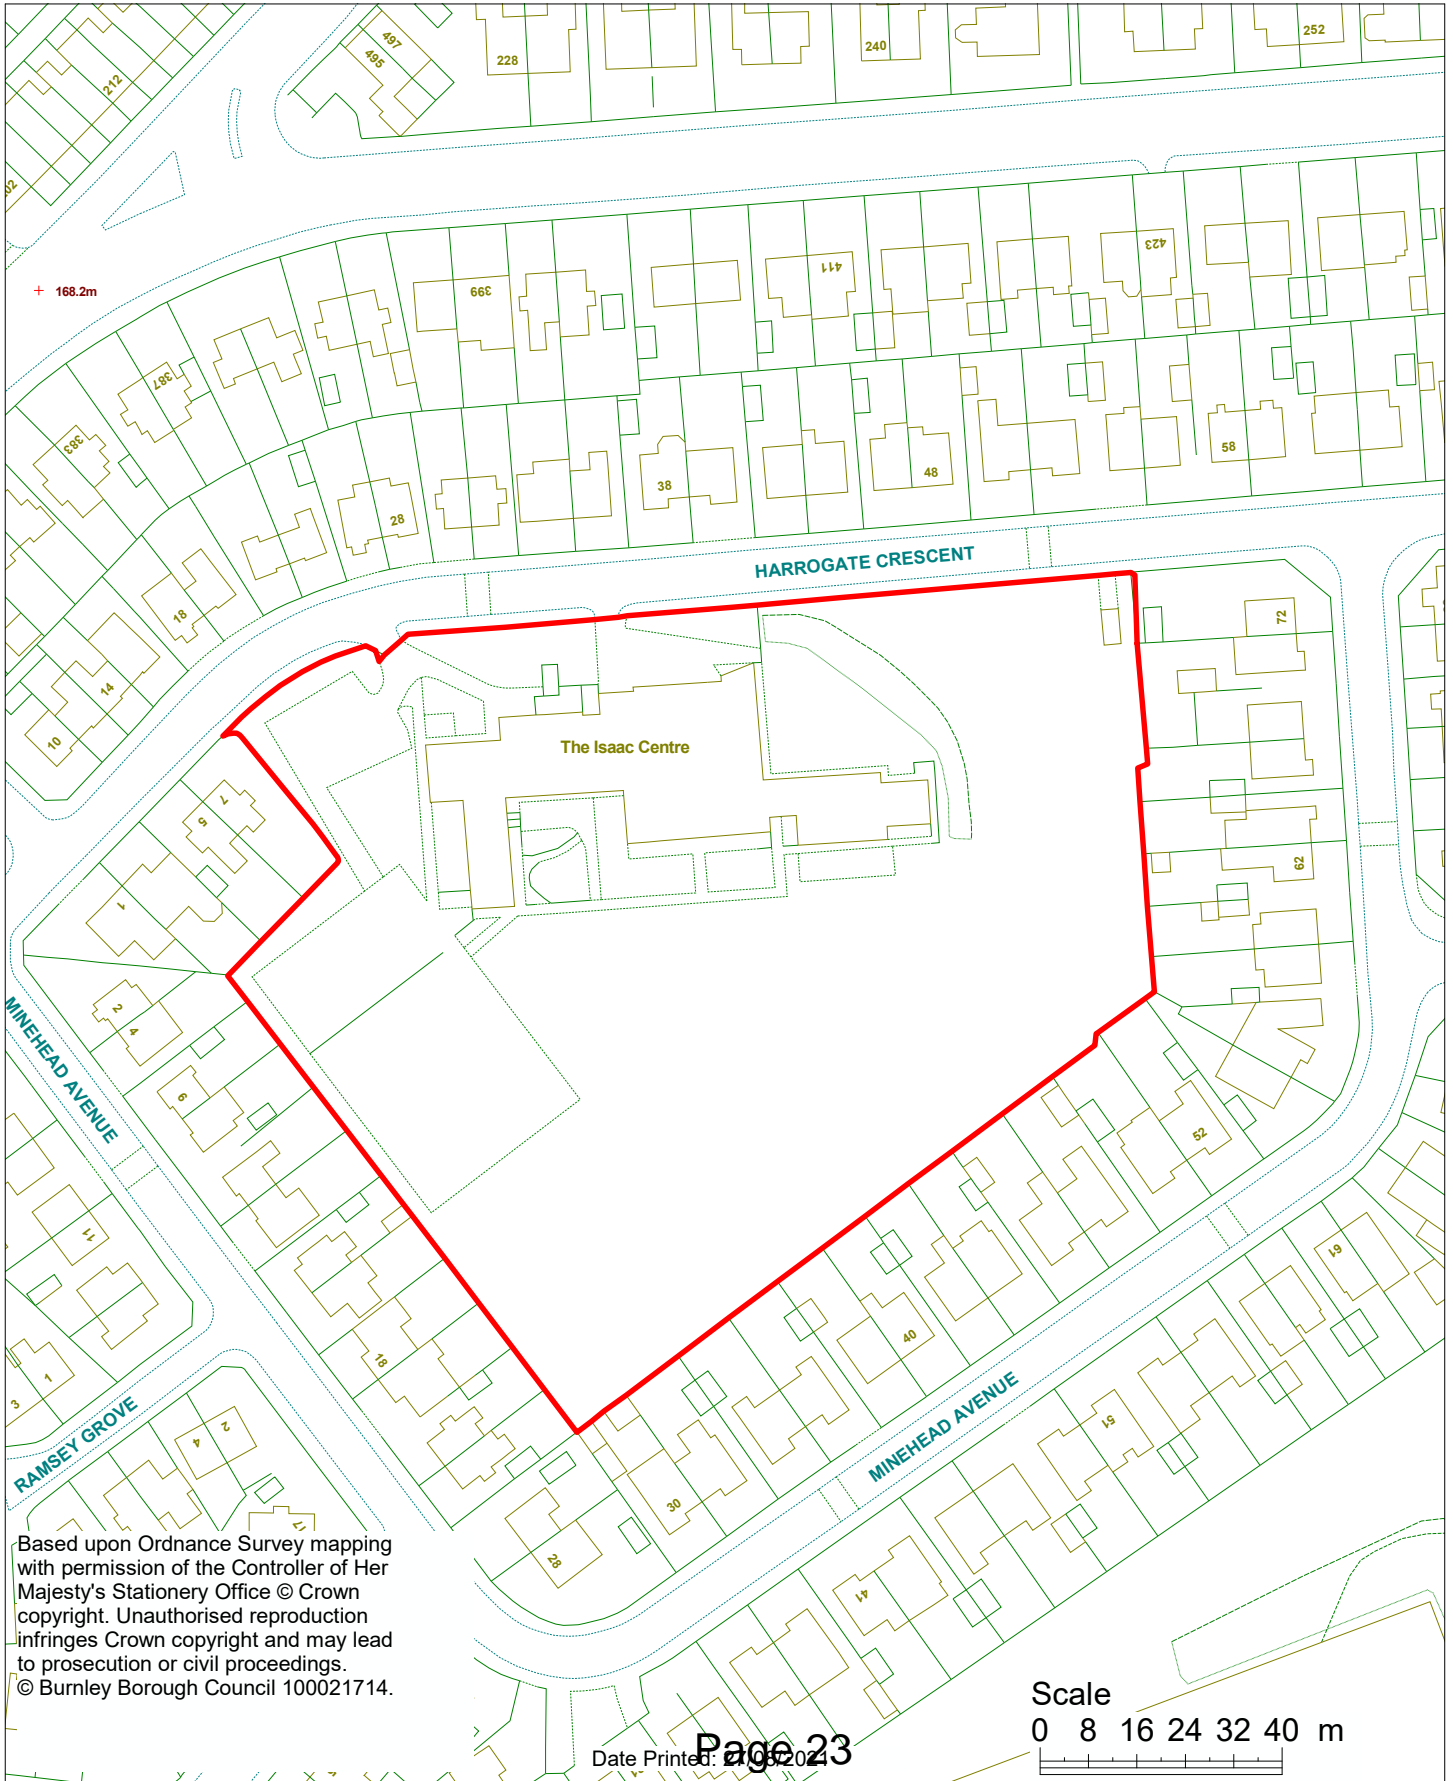 497
495
228
240
252
212
168.2m
399
411
423
387
383
28
38
48
58
18
14
10
HARROGATE CRESCENT
72
The Isaac Centre
7
5
1
62
2
4
6
MINEHEAD AVENUE
11
52
61
40
18
1
3
RAMSEY GROVE
2
4
17
MINEHEAD AVENUE
51
30
28
41
Based upon Ordnance Survey mapping
with permission of the Controller of Her
Majesty's Stationery Office © Crown
copyright. Unauthorised reproduction
infringes Crown copyright and may lead
to prosecution or civil proceedings.
© Burnley Borough Council 100021714.
Scale
0 8 16 24 32 40 m
Page 23
Date Printed: